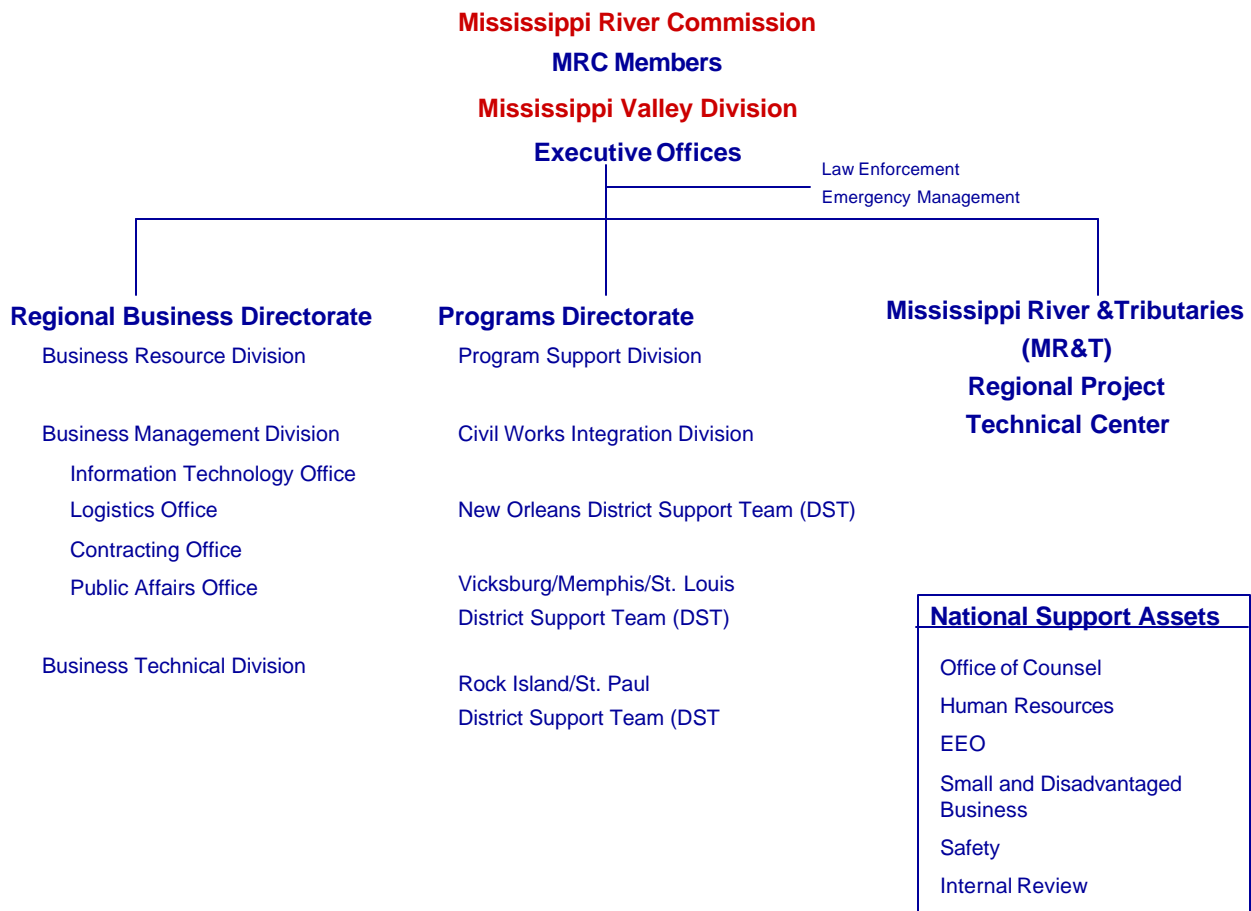 Mississippi River Commission
MRC Members
Mississippi Valley Division
Executive Offices
Law Enforcement
Emergency Management
Regional Business Directorate
Business Resource Division
Business Management Division
Information Technology Office
Logistics Office
Contracting Office
Public Affairs Office
Business Technical Division
Programs Directorate
Program Support Division
Civil Works Integration Division
New Orleans District Support Team (DST)
Vicksburg/Memphis/St. Louis
District Support Team (DST)
Rock Island/St. Paul
District Support Team (DST
Mississippi River &Tributaries
(MR&T)
Regional Project
Technical Center
National Support Assets
Office of Counsel
Human Resources
EEO
Small and Disadvantaged
Business
Safety
Internal Review